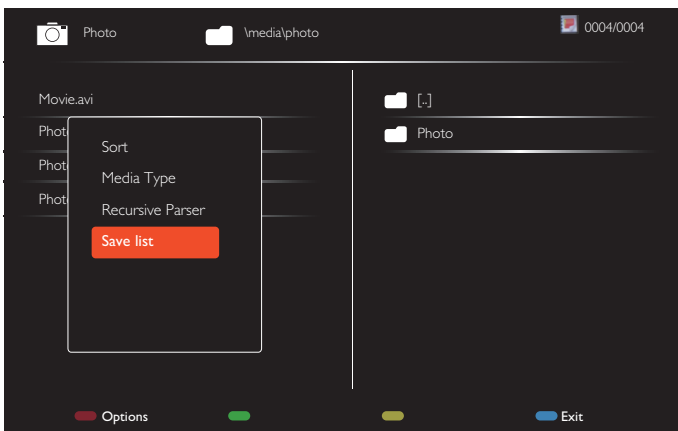 Photo
\media\photo
0004/0004
Movie.avi
[..]
Photo
Sort
Media Type
Recursive Parser
Save list
Options
Exit